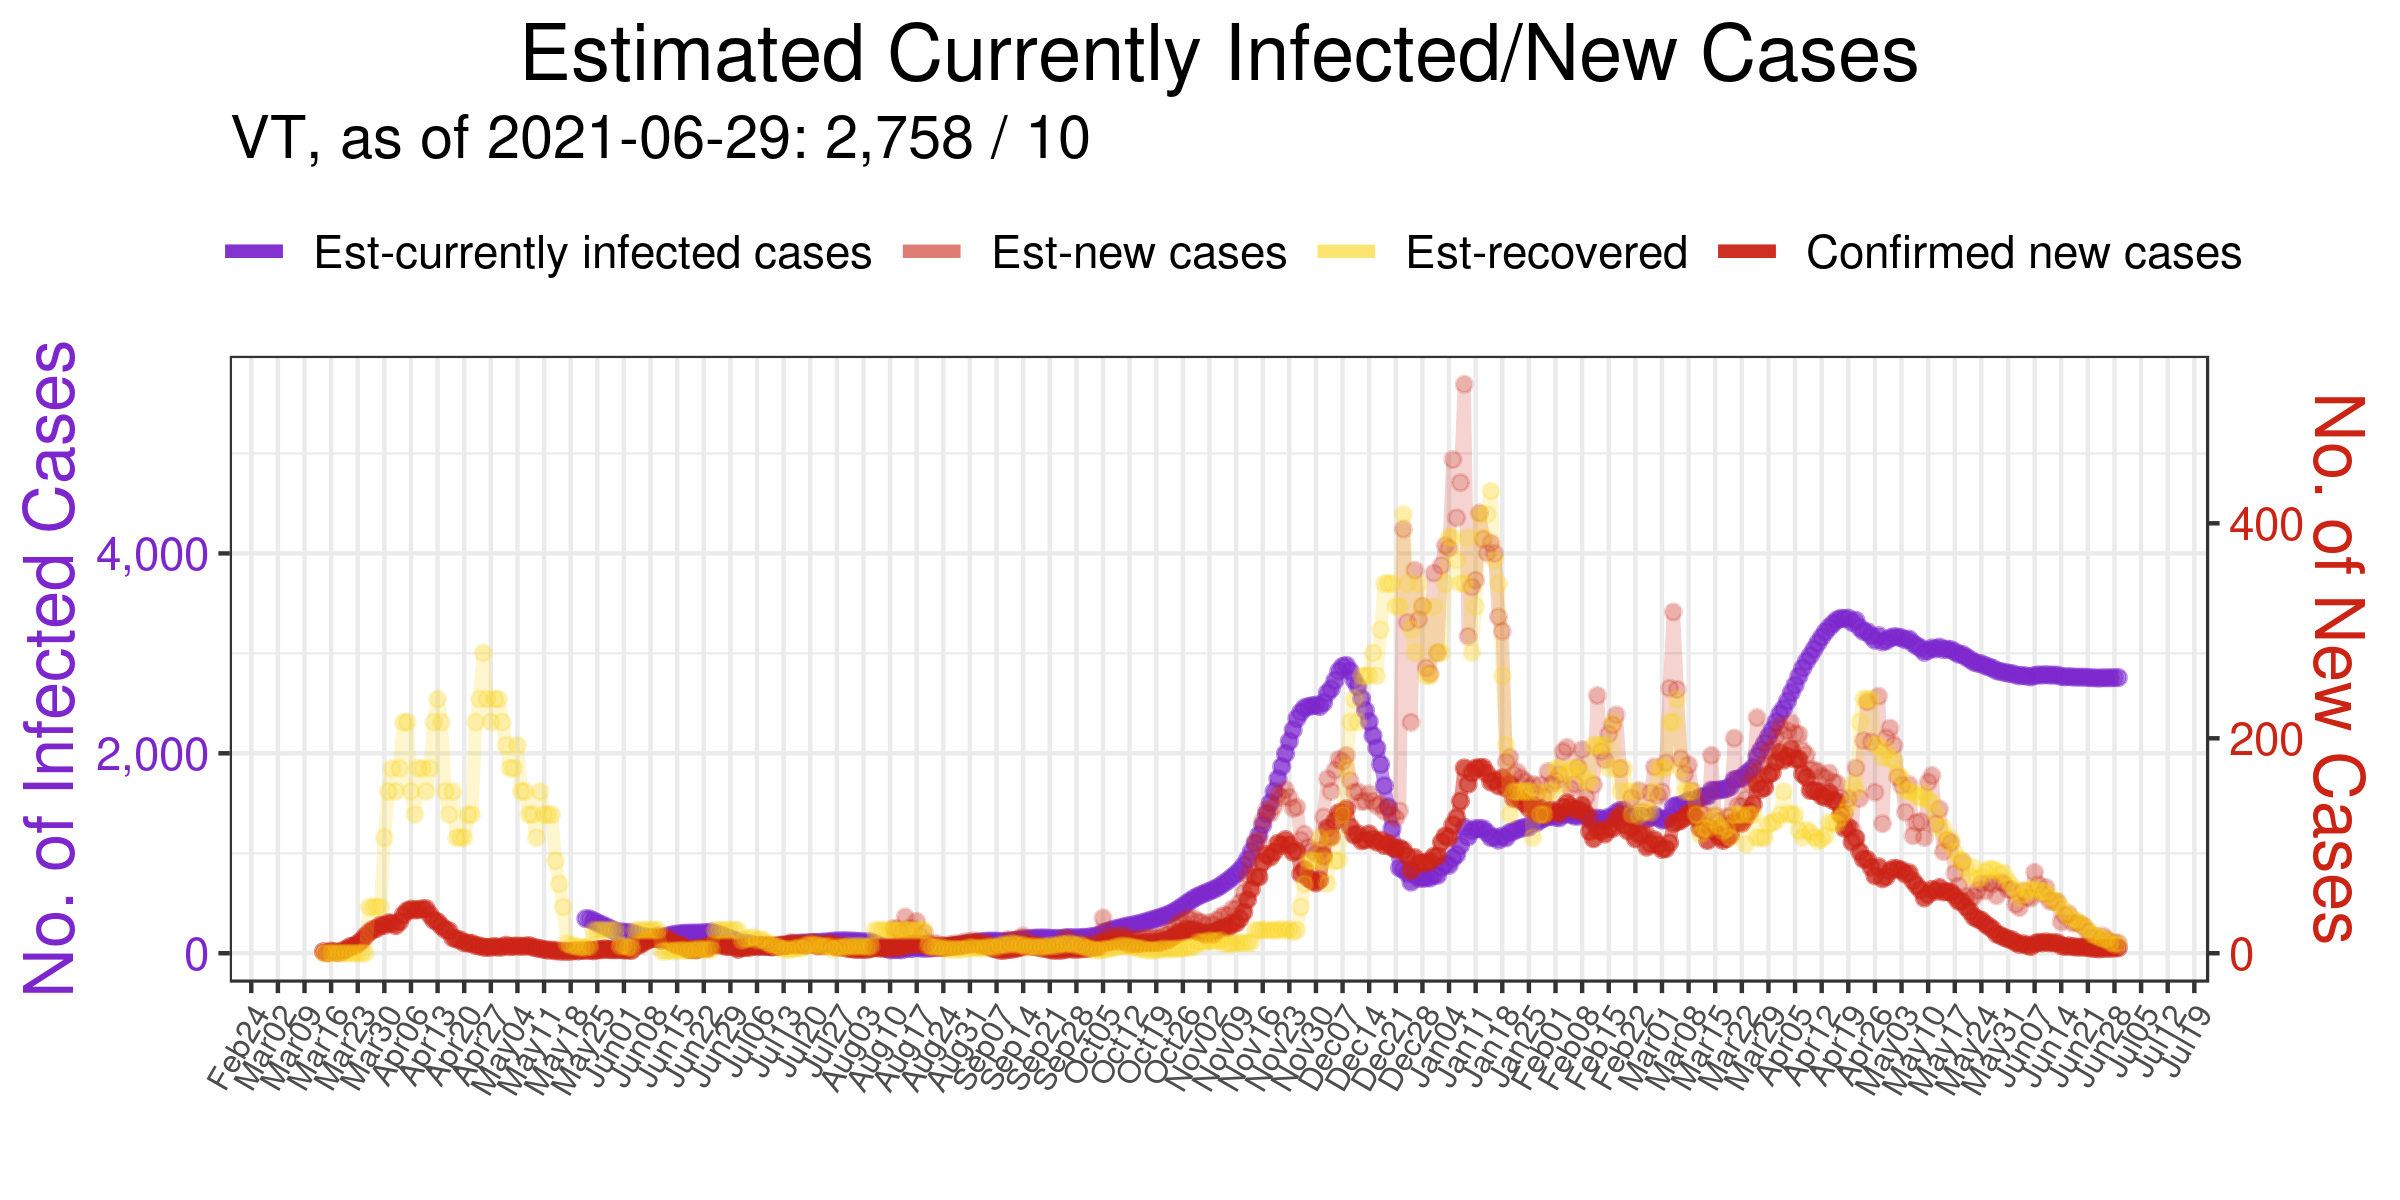 Estimated Currently Infected/New Cases
VT, as of 2021-06-29: 2,758 / 10
Est-currently infected cases
Est-new cases
Est-recovered
Confirmed new cases
No. of Infected Cases
4,000
2,000
0
No. of New Cases
400
200
0
Feb24
Mar02
Mar09
Mar16
Mar23
Mar30
Apr06
Apr13
Apr20
Apr27
May04
May11
May18
May25
Jun01
Jun08
Jun15
Jun22
Jun29
Jul06
Jul13
Jul20
Jul27
Aug03
Aug10
Aug17
Aug24
Aug31
Sep07
Sep14
Sep21
Sep28
Oct05
Oct12
Oct19
Oct26
Nov02
Nov09
Nov16
Nov23
Nov30
Dec07
Dec14
Dec21
Dec28
Jan04
Jan11
Jan18
Jan25
Feb01
Feb08
Feb15
Feb22
Mar01
Mar08
Mar15
Mar22
Mar29
Apr05
Apr12
Apr19
Apr26
May03
May10
May17
May24
May31
Jun07
Jun14
Jun21
Jun28
Jul05
Jul12
Jul19